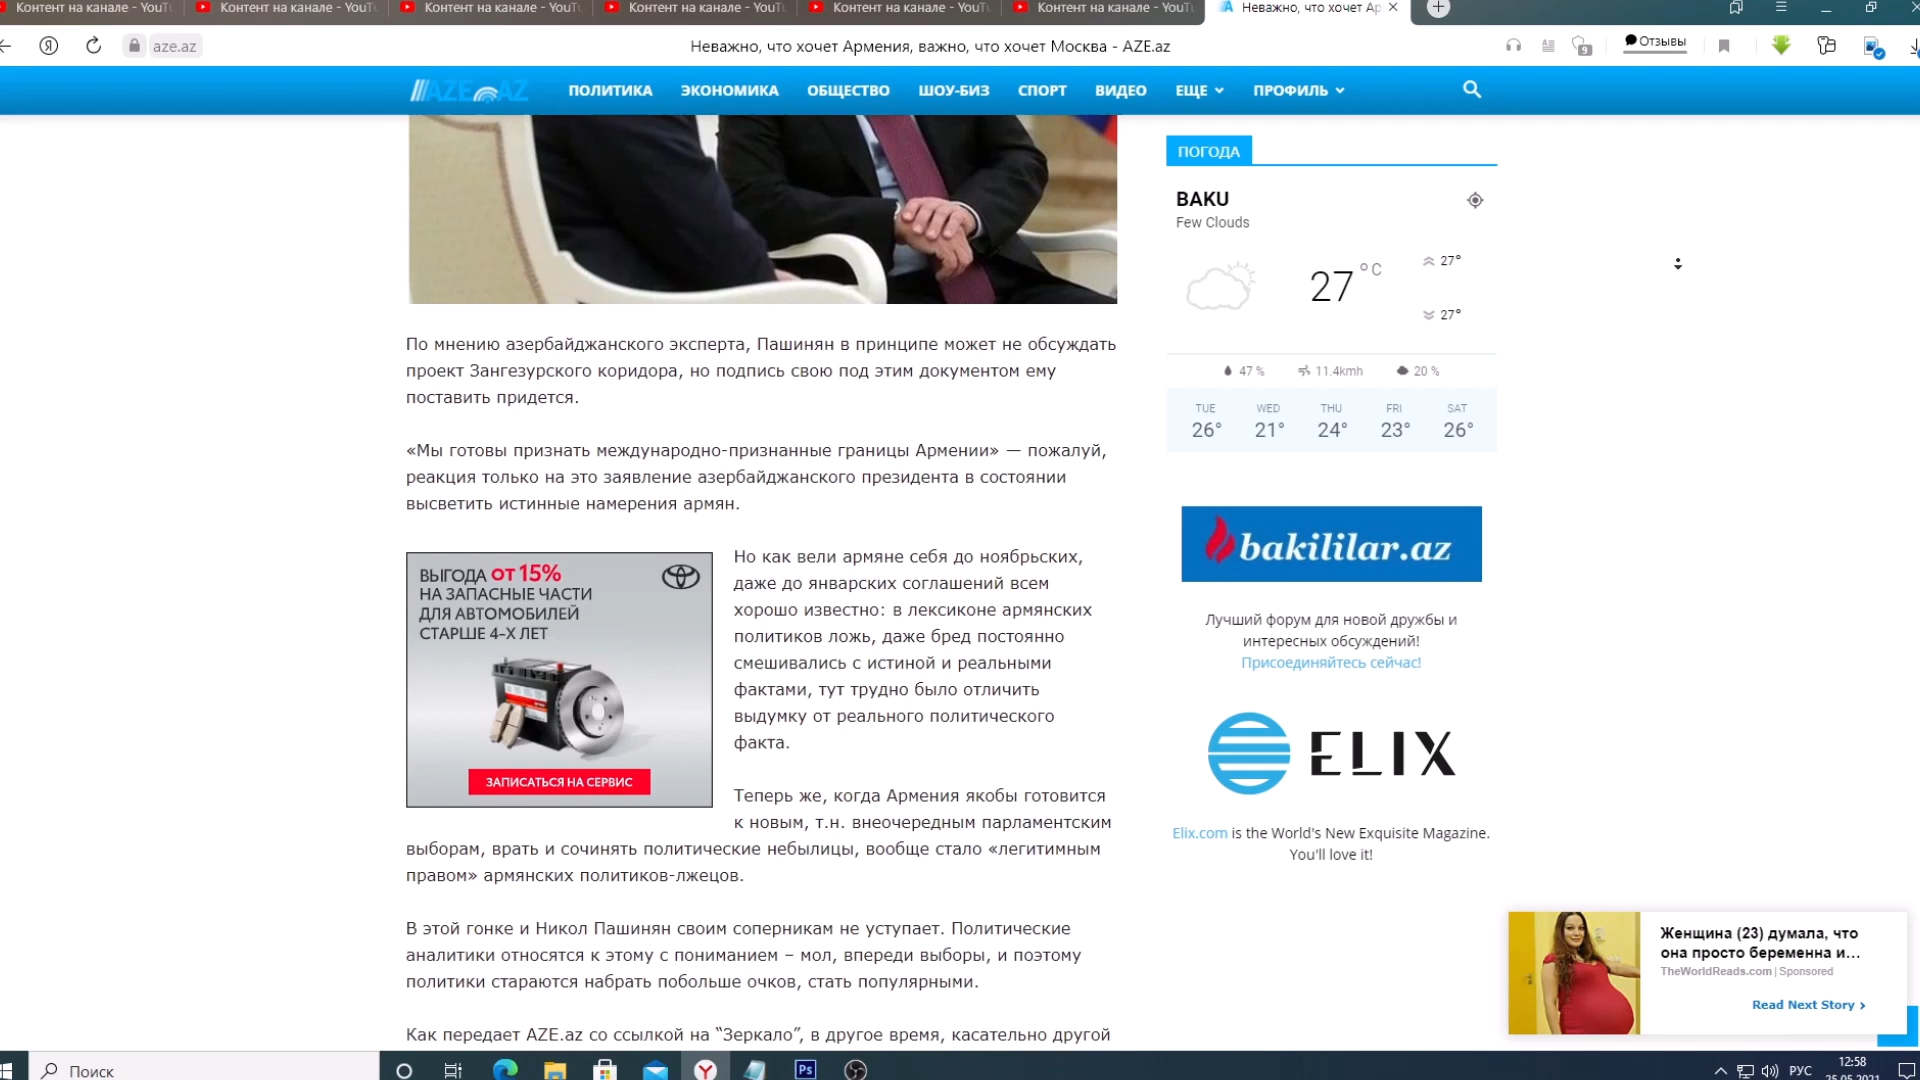 Контент на канале - YouTu
Контент на канале - YouTu
Контент на канале - YouTu
Контент на канале - YouTu
Контент на канале - YouTu
Контент на канале - YouTu
Неважно, что хочет Ар
aze.az
Неважно, что хочет Армения, важно, что хочет Москва - AZE.az
9
Отзывы
AZE.AZ
ПОЛИТИКА
ЭКОНОМИКА
ОБЩЕСТВО
ШОУ-БИЗ
СПОРТ
ВИДЕО
ЕЩЕ
ПРОФИЛЬ
По мнению азербайджанского эксперта, Пашинян в принципе может не обсуждать
проект Зангезурского коридора, но подпись свою под этим документом ему
поставить придется.
«Мы готовы признать международно-признанные границы Армении» — пожалуй,
реакция только на это заявление азербайджанского президента в состоянии
высветить истинные намерения армян.
ВЫГОДА ОТ 15%
НА ЗАПАСНЫЕ ЧАСТИ
ДЛЯ АВТОМОБИЛЕЙ
СТАРШЕ 4-Х ЛЕТ
ЗАПИСАТЬСЯ НА СЕРВИС
Но как вели армяне себя до ноябрьских,
даже до январских соглашений всем
хорошо известно: в лексиконе армянских
политиков ложь, даже бред постоянно
смешивались с истиной и реальными
фактами, тут трудно было отличить
выдумку от реального политического
факта.
Теперь же, когда Армения якобы готовится
к новым, т.н. внеочередным парламентским
выборам, врать и сочинять политические небылицы, вообще стало «легитимным
правом» армянских политиков-лжецов.
В этой гонке и Никол Пашинян своим соперникам не уступает. Политические
аналитики относятся к этому с пониманием – мол, впереди выборы, и поэтому
политики стараются набрать побольше очков, стать популярными.
Как передает AZE.az со ссылкой на “Зеркало”, в другое время, касательно другой
ПОГОДА
BAKU
Few Clouds
27 °C
27°
27°
47 %
11.4kmh
20 %
TUE
WED
THU
FRI
SAT
26°
21°
24°
23°
26°
bakililar.az
Лучший форум для новой дружбы и
интересных обсуждений!
Присоединяйтесь сейчас!
ELIX
Elix.com is the World's New Exquisite Magazine.
You'll love it!
Женщина (23) думала, что
она просто беременна и...
TheWorldReads.com | Sponsored
Read Next Story
Поиск
Ps
РУС
12:58
25.05.2021